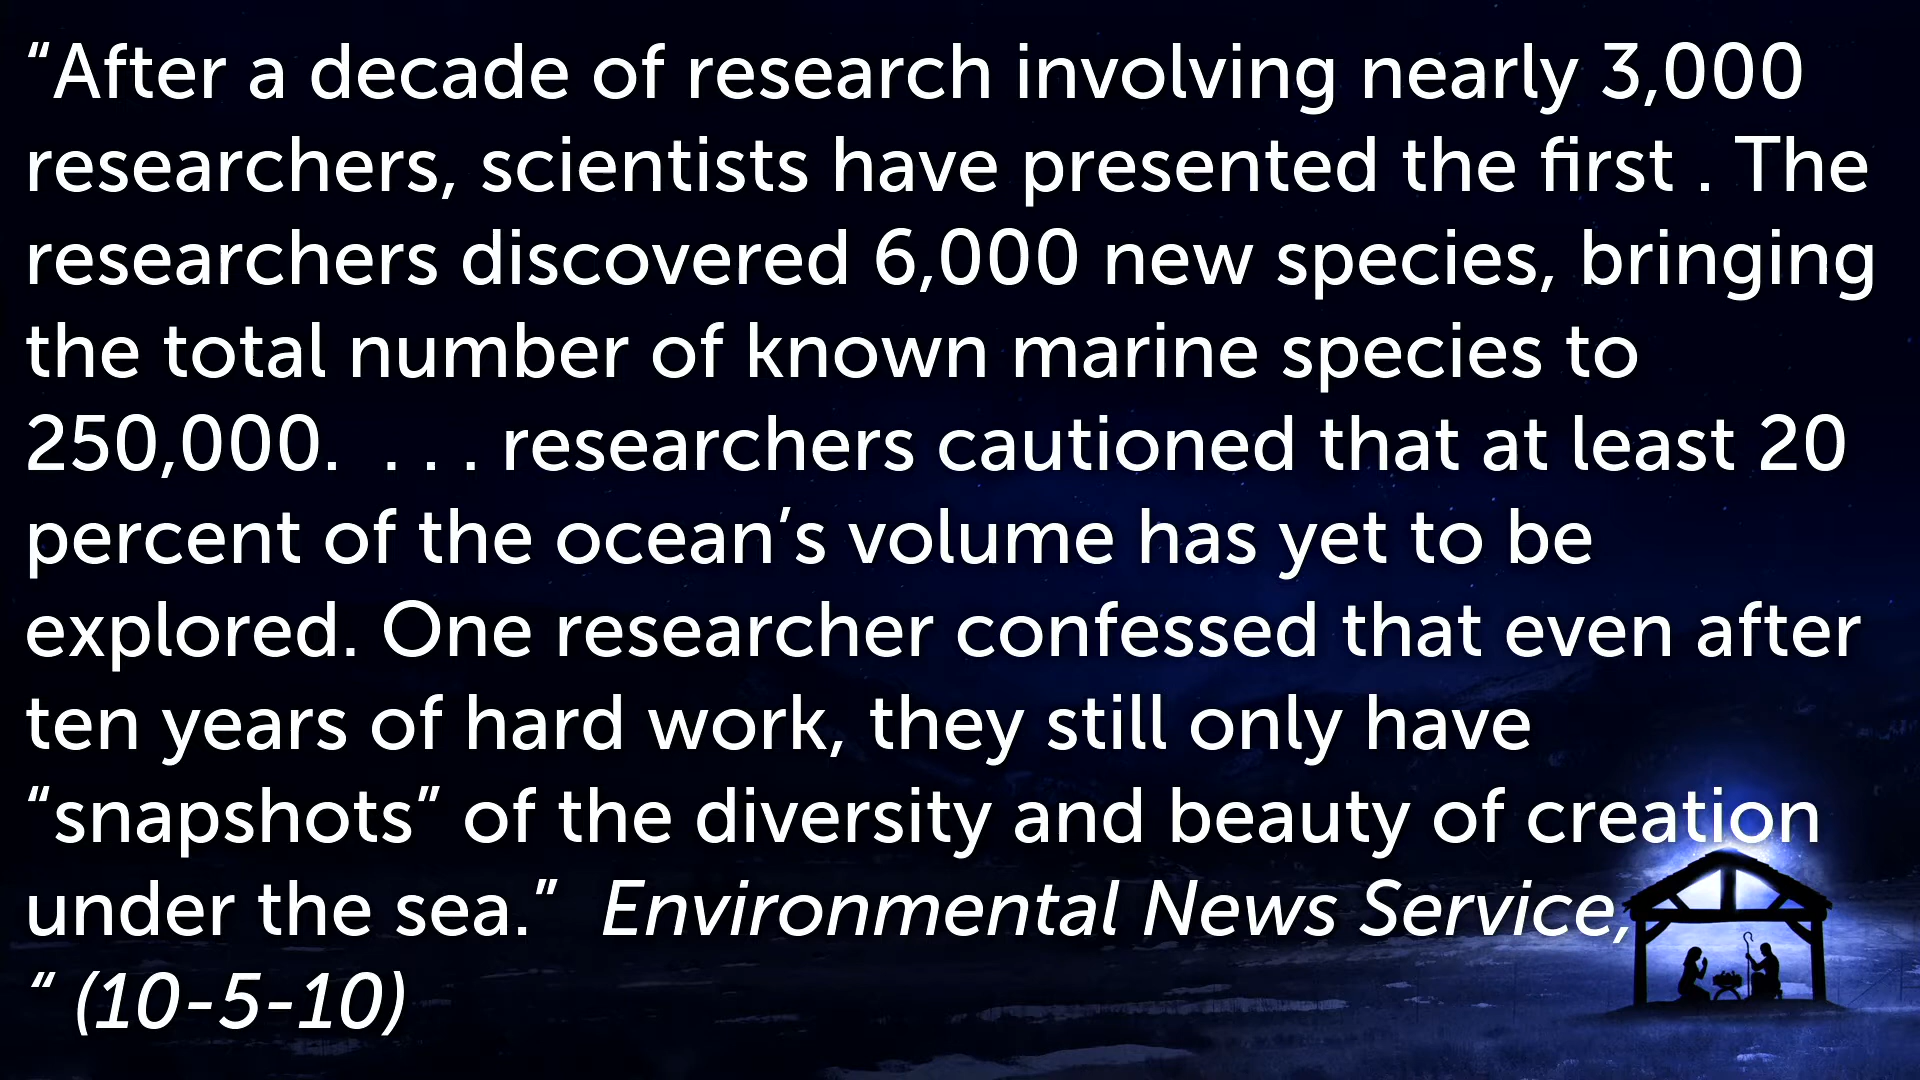 “After a decade of research involving nearly 3,000
researchers, scientists have presented the first . The
researchers discovered 6,000 new species, bringing
the total number of known marine species to
250,000.  . . . researchers cautioned that at least 20
percent of the ocean’s volume has yet to be
explored. One researcher confessed that even after
ten years of hard work, they still only have
“snapshots” of the diversity and beauty of creation
under the sea.”  Environmental News Service,
“ (10-5-10)